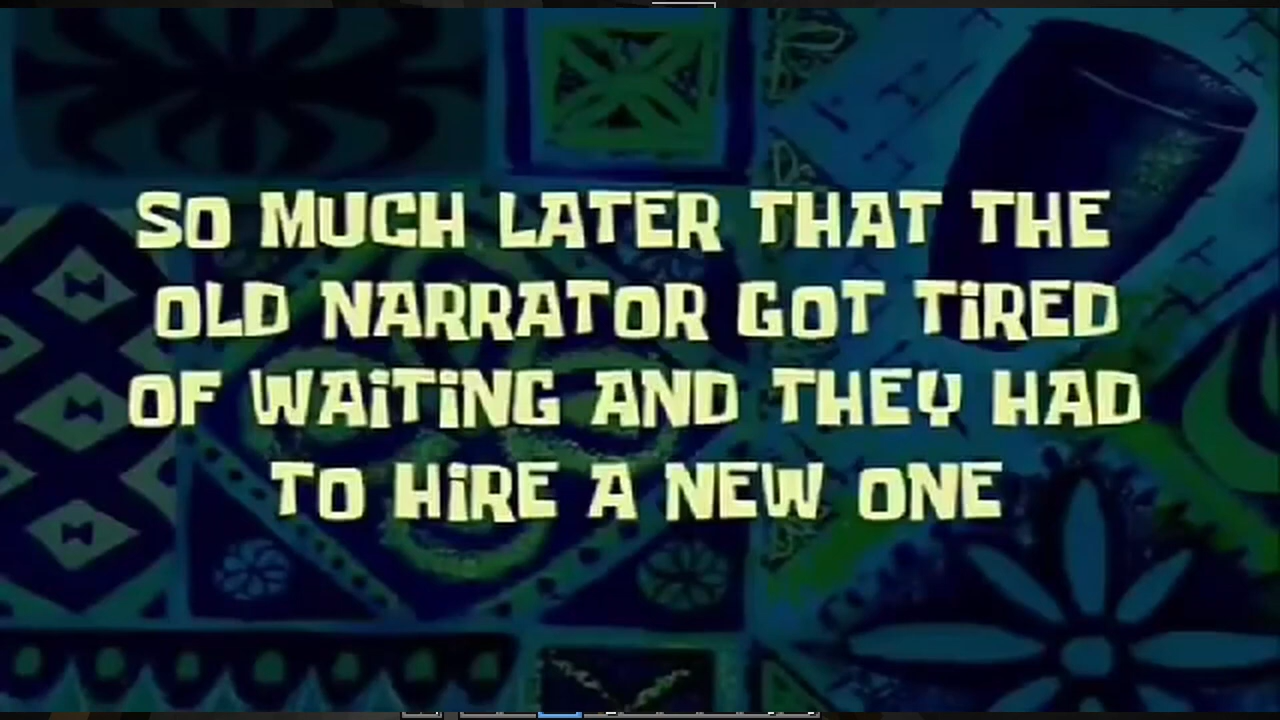 SO MUCH LATER THAT THE
OLD NARRATOR GOT TiRED
OF WAiTiNG AND THEY HAD
TO HiRE A NEW ONE